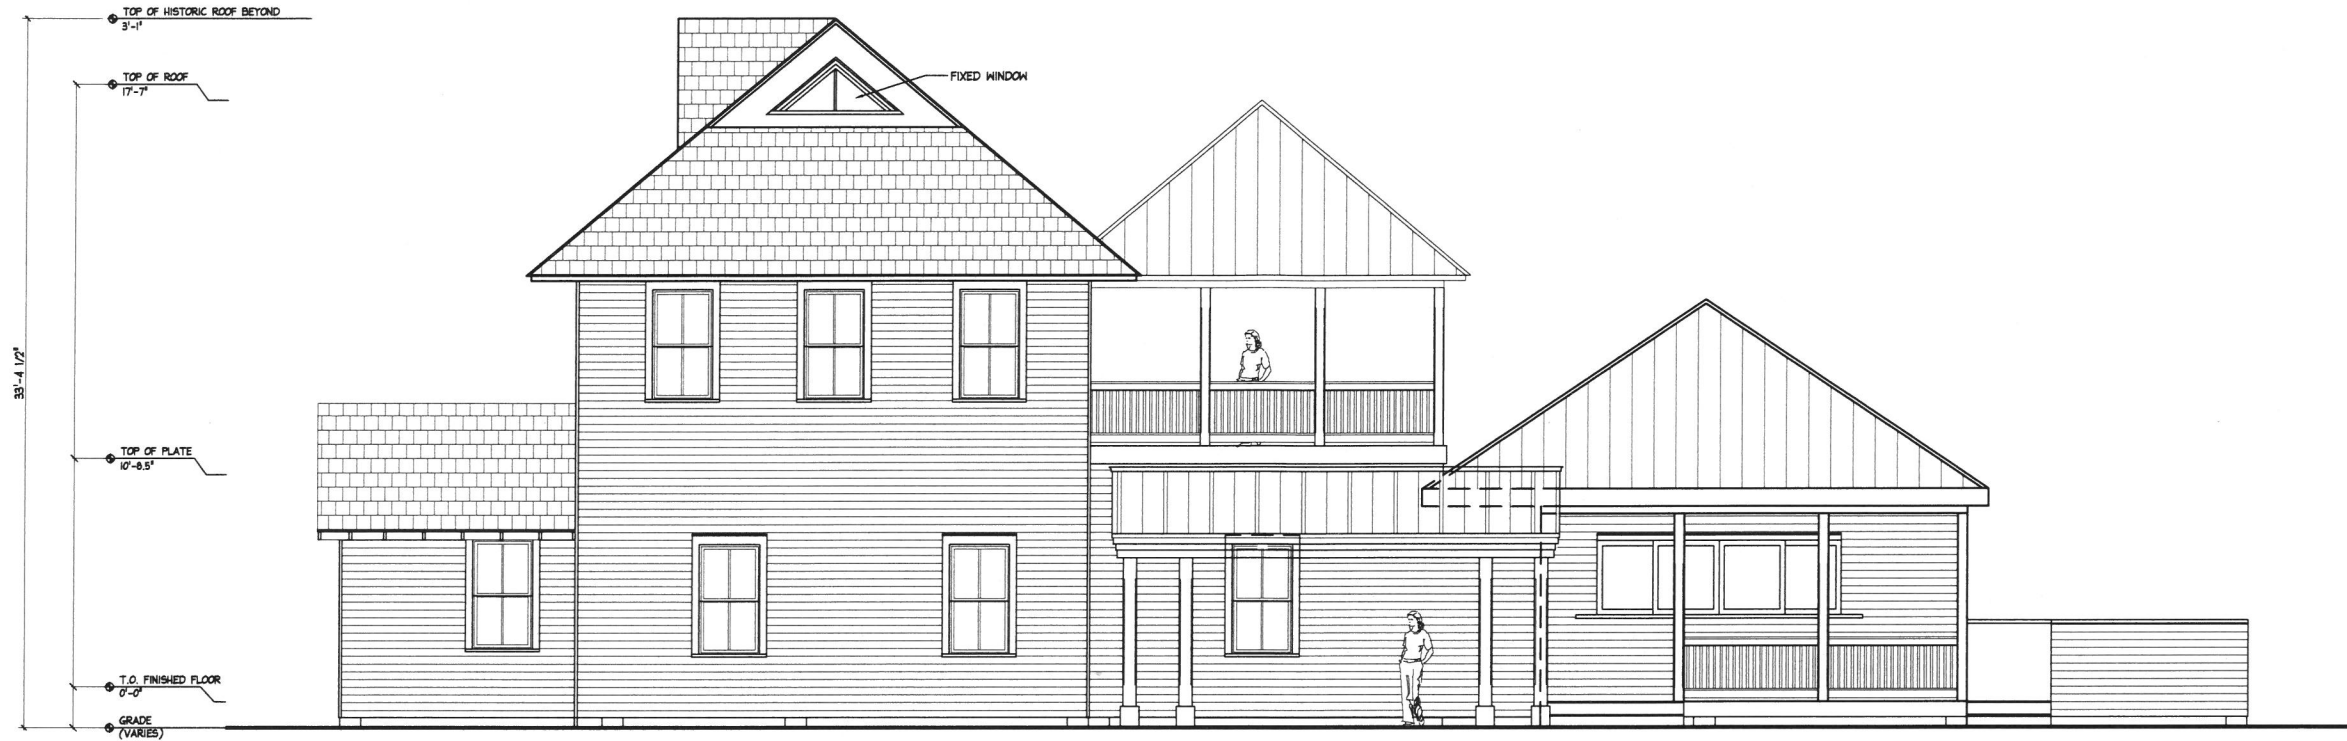 TOP OF HISTORIC ROOF BEYOND
3'-1"
TOP OF ROOF
17'-7"
FIXED WINDOW
33'-4 1/2"
TOP OF PLATE
10'-8.5"
T.O. FINISHED FLOOR
0'-0"
GRADE
(VARIES)